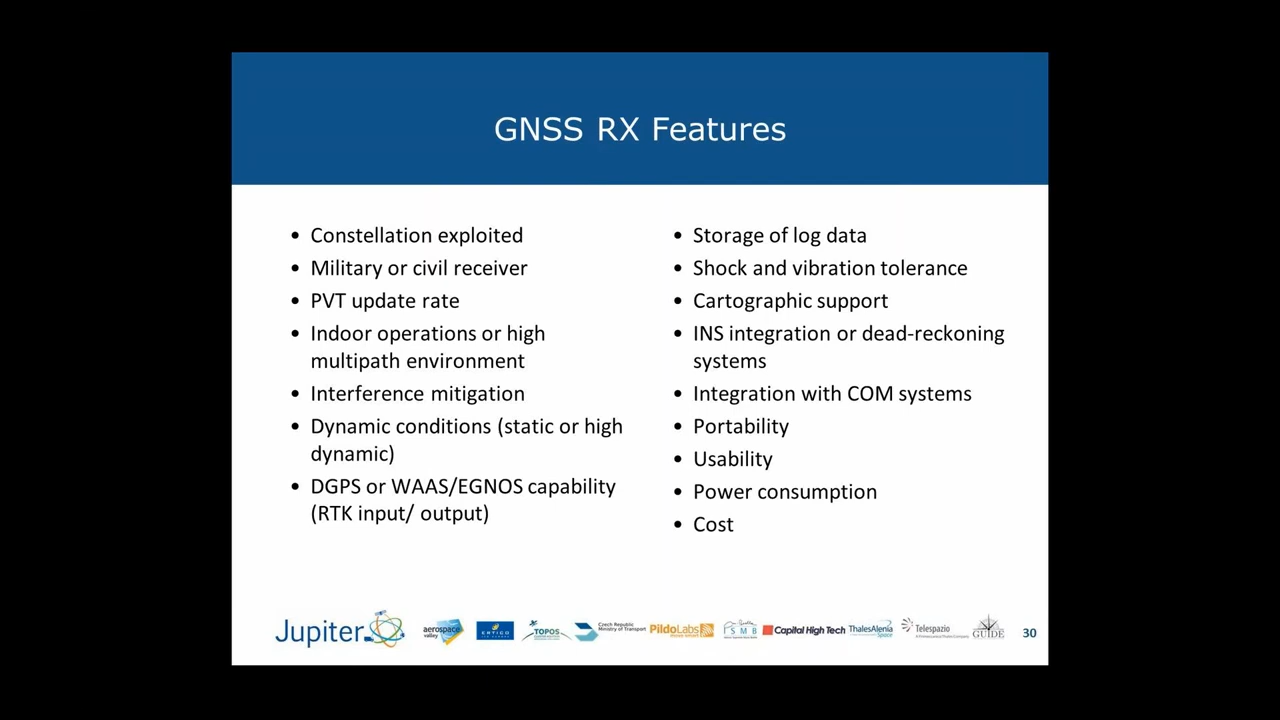 GNSS RX Features
• Constellation exploited
• Military or civil receiver
• PVT update rate
• Indoor operations or high
multipath environment
• Interference mitigation
• Dynamic conditions (static or high
dynamic)
• DGPS or WAAS/EGNOS capability
(RTK input/ output)
• Storage of log data
• Shock and vibration tolerance
• Cartographic support
• INS integration or dead-reckoning
systems
• Integration with COM systems
• Portability
• Usability
• Power consumption
• Cost
Jupiter
aerospace
valley
ERTICO
TOPOS
Czech Republic
Ministry of Transport
PildoLabs
ISMB
Capital High Tech
ThalesAlenia
Space
Telespazio
GUIDE
30